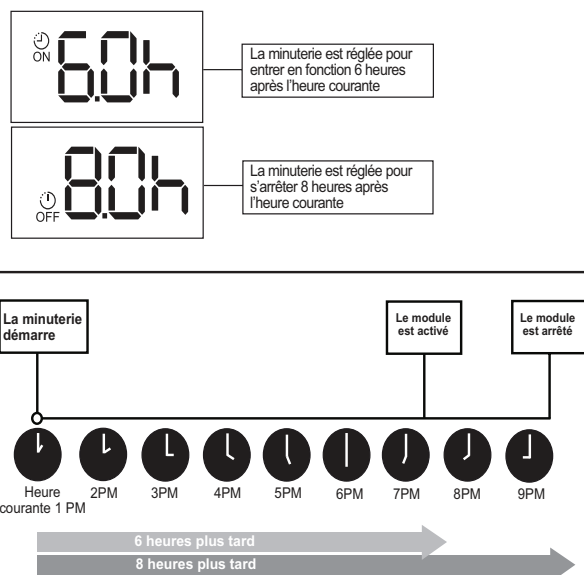 ON
6.0h
La minuterie est réglée pour
entrer en fonction 6 heures
après l'heure courante
OFF
8.0h
La minuterie est réglée pour
s'arrêter 8 heures après
l'heure courante
La minuterie
démarre
Le module
est activé
Le module
est arrêté
Heure
courante 1 PM
2PM
3PM
4PM
5PM
6PM
7PM
8PM
9PM
6 heures plus tard
8 heures plus tard